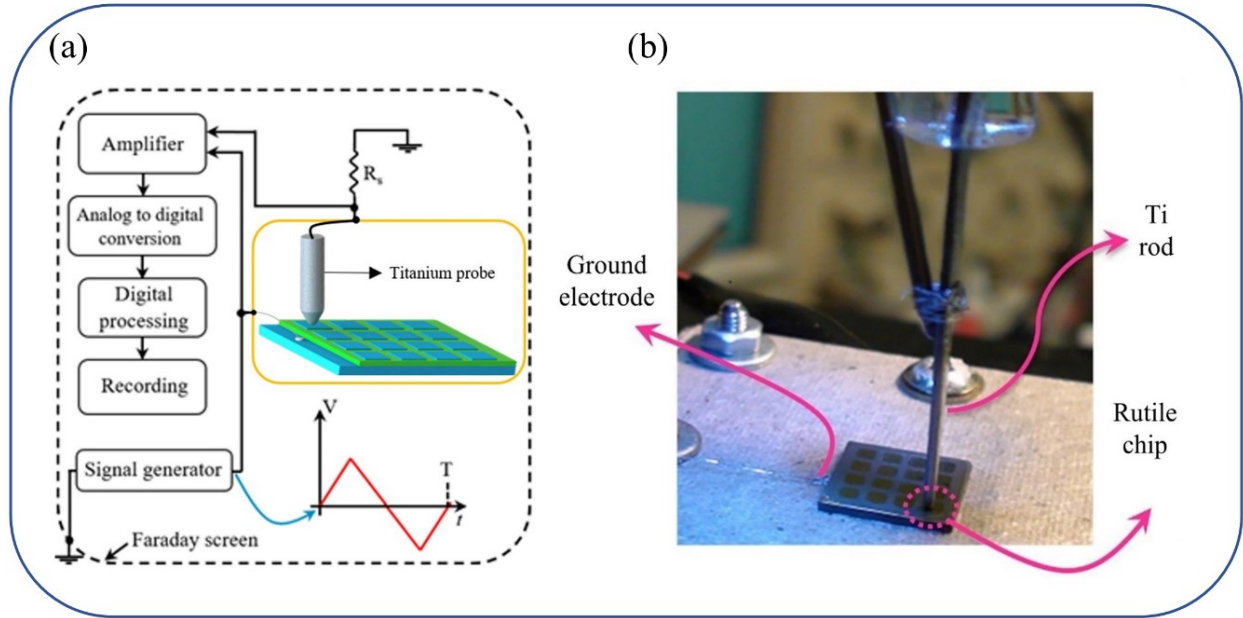 (a)
Amplifier
Analog to digital
conversion
Digital
processing
Recording
Signal generator
Faraday screen
Rs
Titanium probe
V
T
t
(b)
Ground
electrode
Ti
rod
Rutile
chip